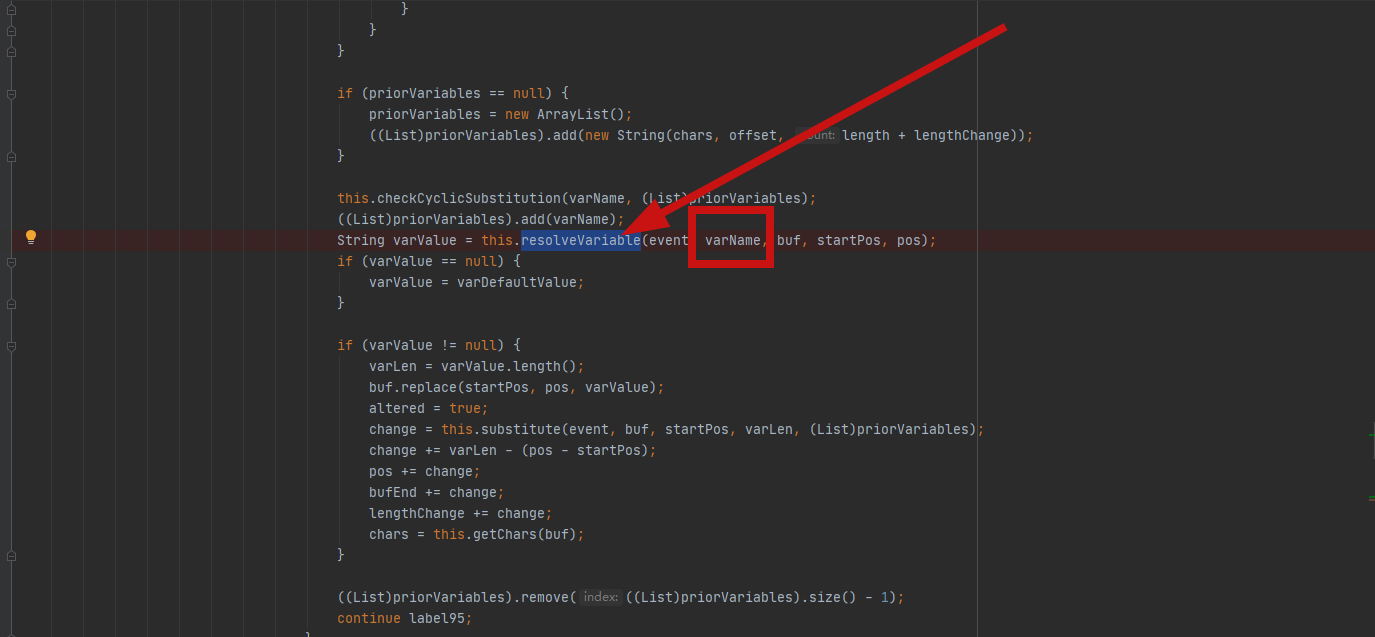 }
}
}
if (priorVariables == null) {
priorVariables = new ArrayList();
((List)priorVariables).add(new String(chars, offset, length + lengthChange));
}
this.checkCyclicSubstitution(varName, (List)priorVariables);
((List)priorVariables).add(varName);
String varValue = this.resolveVariable(event varName, buf, startPos, pos);
if (varValue == null) {
varValue = varDefaultValue;
}
if (varValue != null) {
varLen = varValue.length();
buf.replace(startPos, pos, varValue);
altered = true;
change = this.substitute(event, buf, startPos, varLen, (List)priorVariables);
change += varLen - (pos - startPos);
pos += change;
bufEnd += change;
lengthChange += change;
chars = this.getChars(buf);
}
((List)priorVariables).remove( index: ((List)priorVariables).size() - 1);
continue label95;